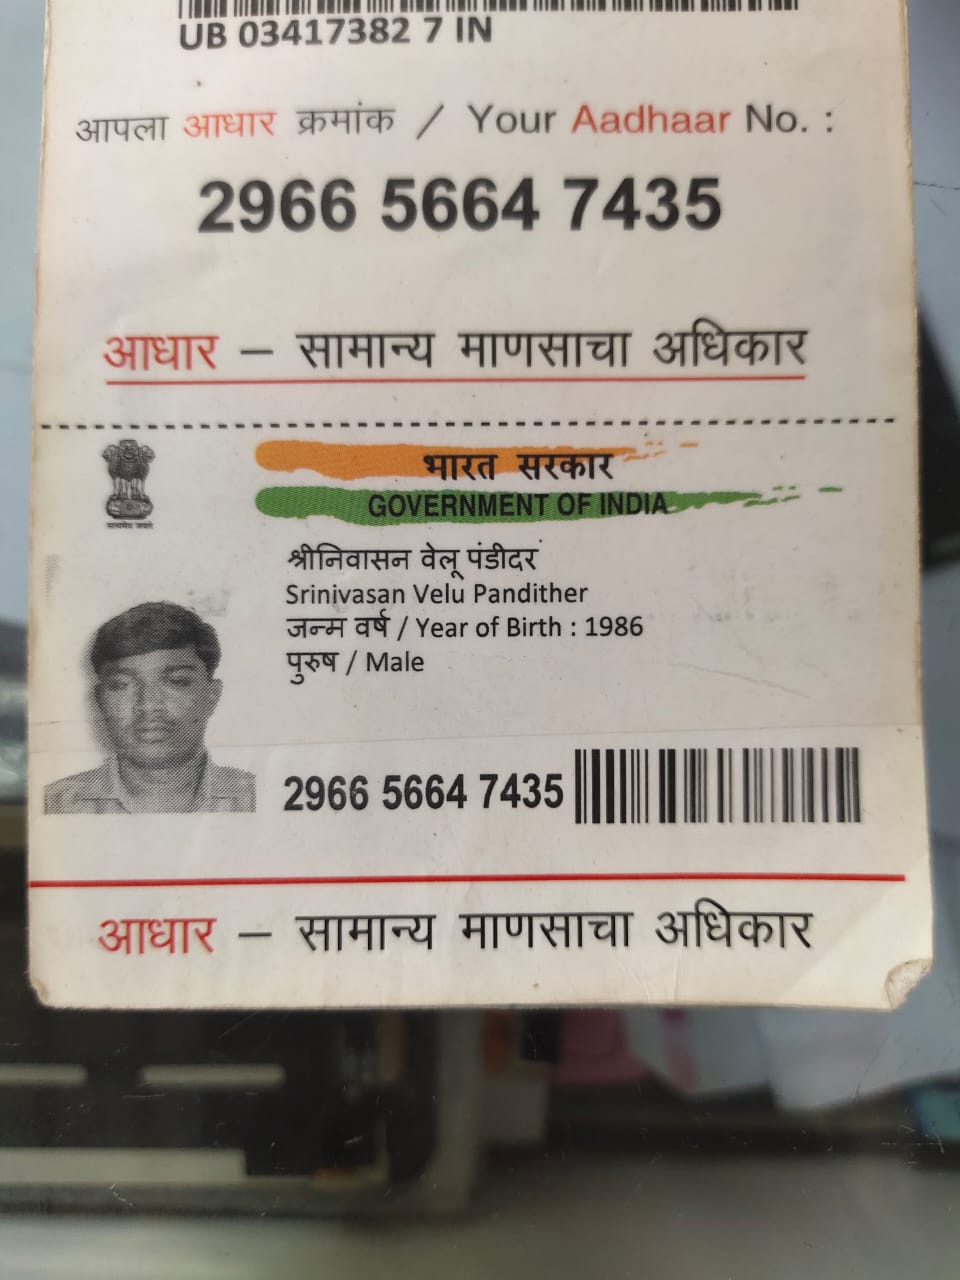 UB 03417382 7 IN
आपला आधार क्रमांक / Your Aadhaar No. :
2966 5664 7435
आधार – सामान्य माणसाचा अधिकार
भारत सरकार
GOVERNMENT OF INDIA
सत्यमेव जयते
श्रीनिवासन वेलू पंडीदर
Srinivasan Velu Pandither
जन्म वर्ष / Year of Birth : 1986
पुरुष / Male
2966 5664 7435
आधार – सामान्य माणसाचा अधिकार